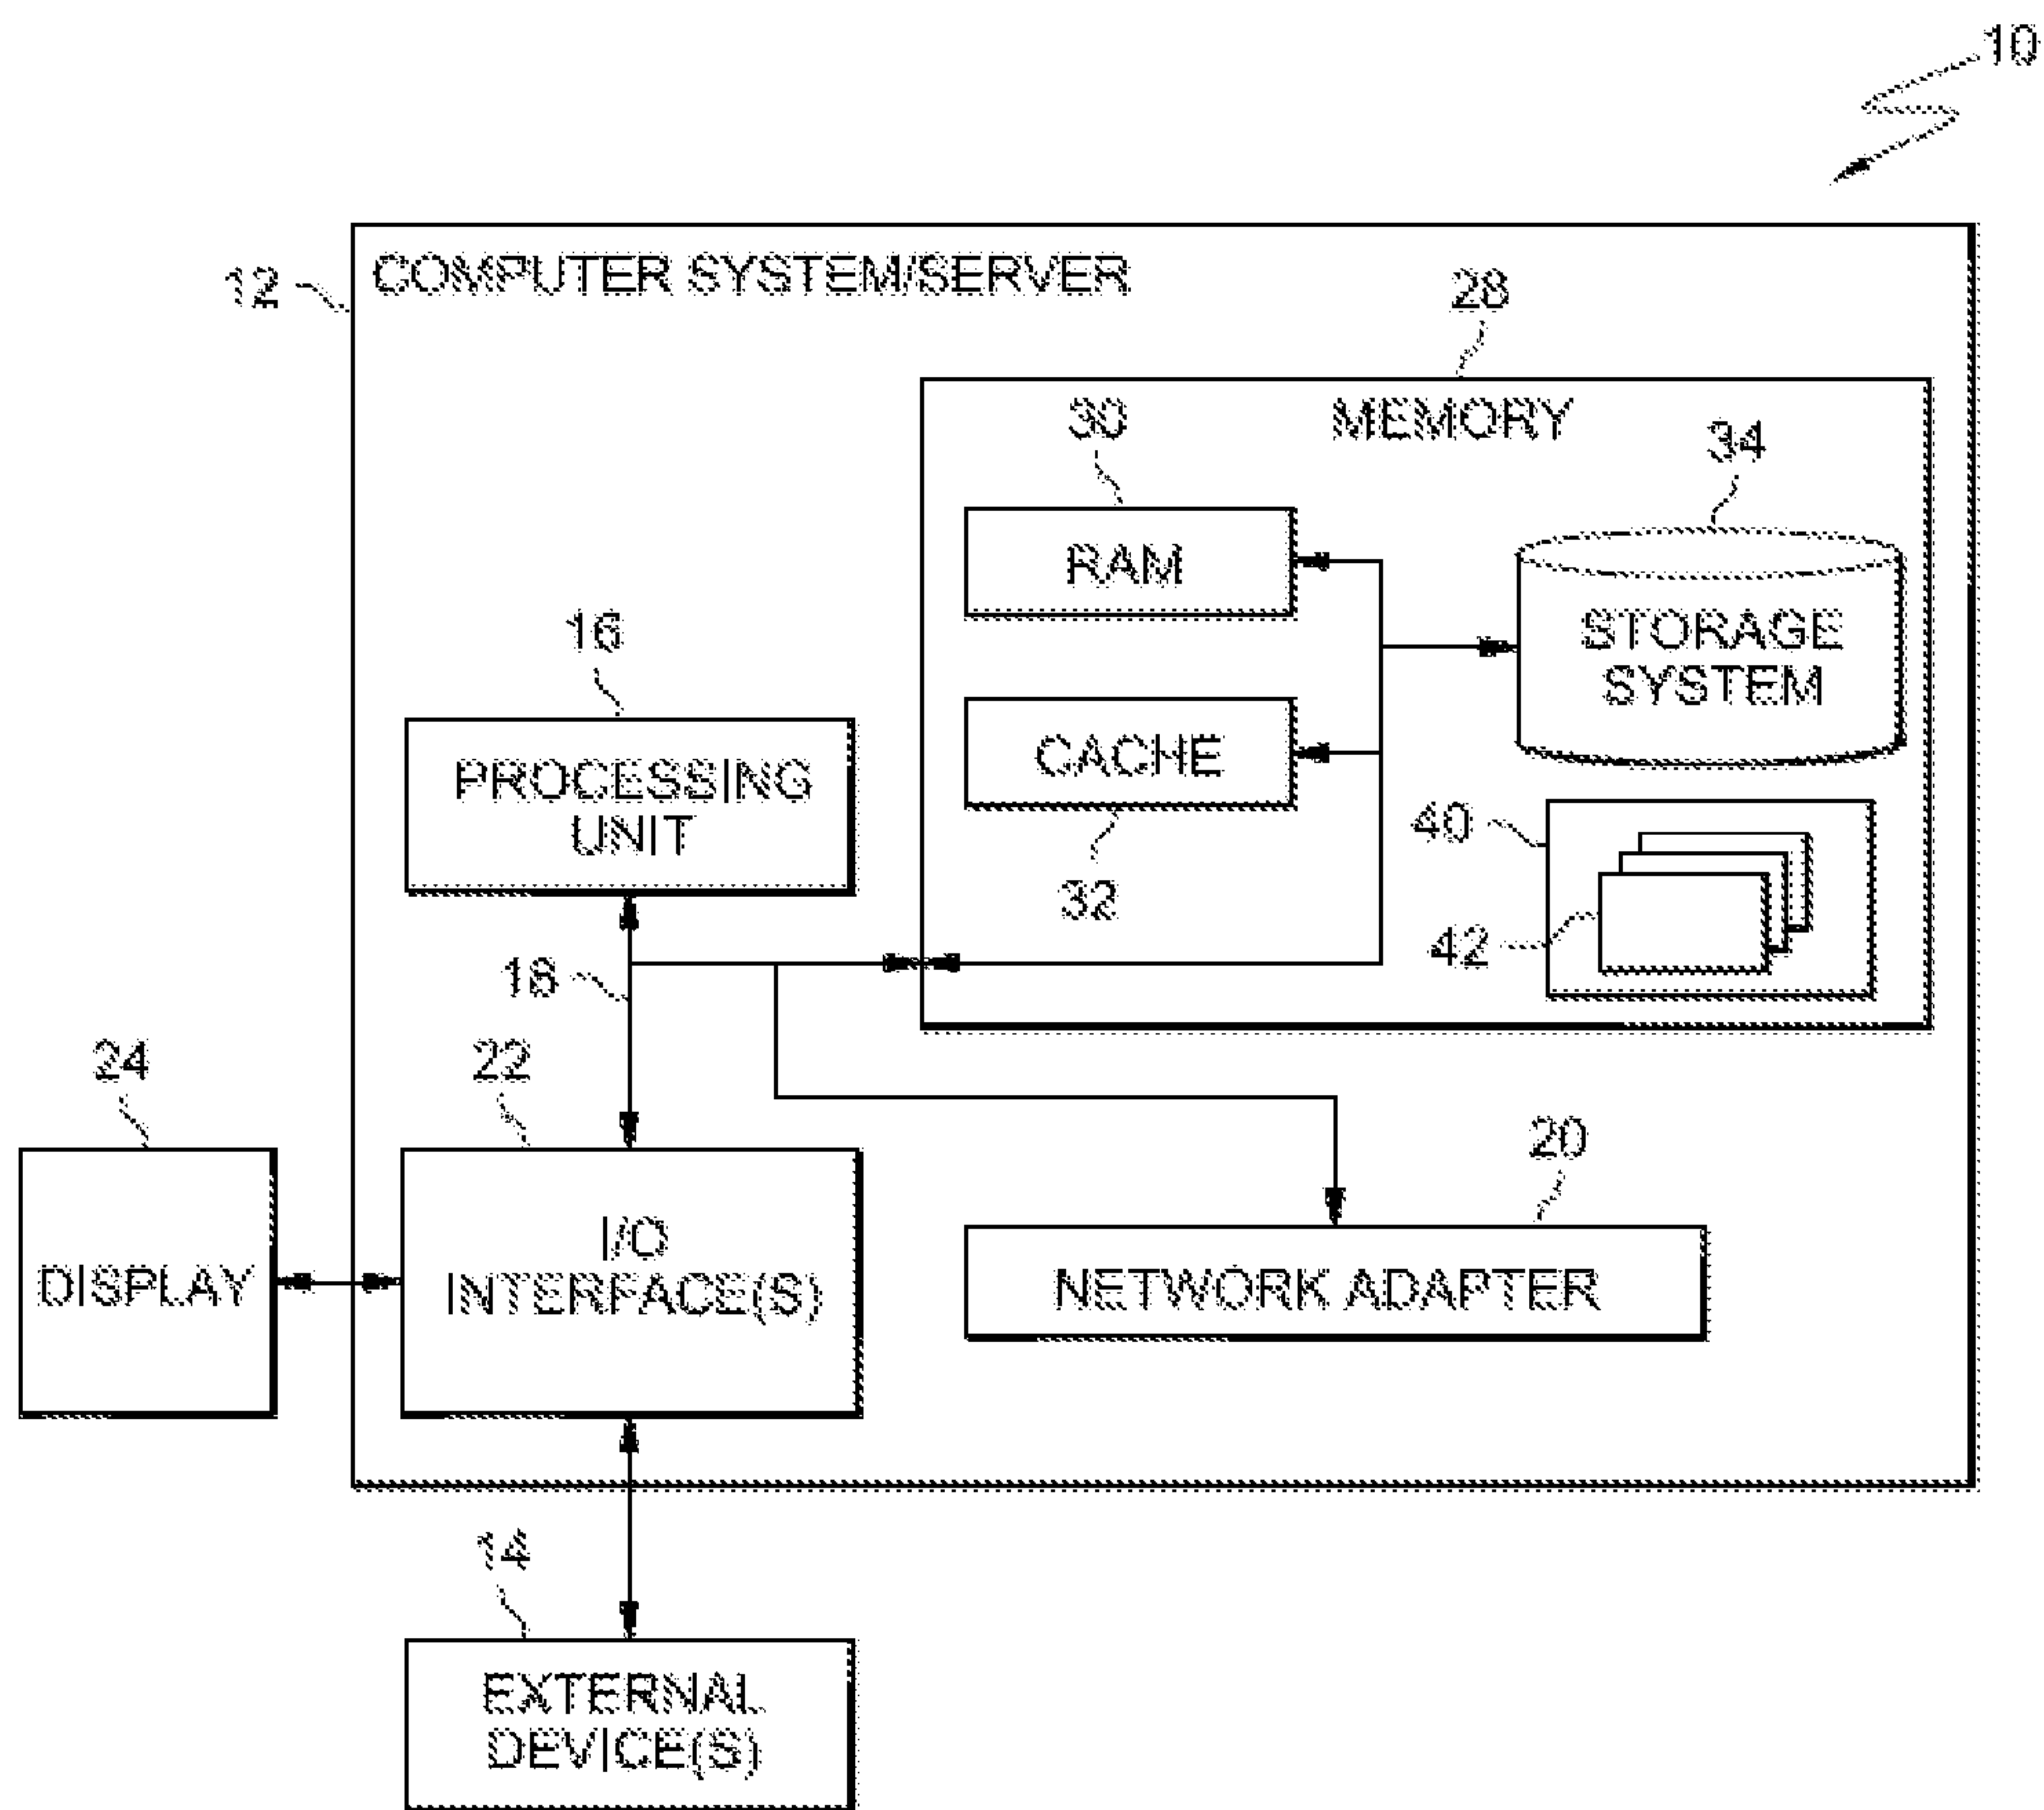 10
12
COMPUTER SYSTEM/SERVER
28
MEMORY
30
34
RAM
STORAGE
SYSTEM
16
PROCESSING
UNIT
CACHE
32
40
42
18
24
22
20
DISPLAY
I/O
INTERFACE(S)
NETWORK ADAPTER
14
EXTERNAL
DEVICE(S)